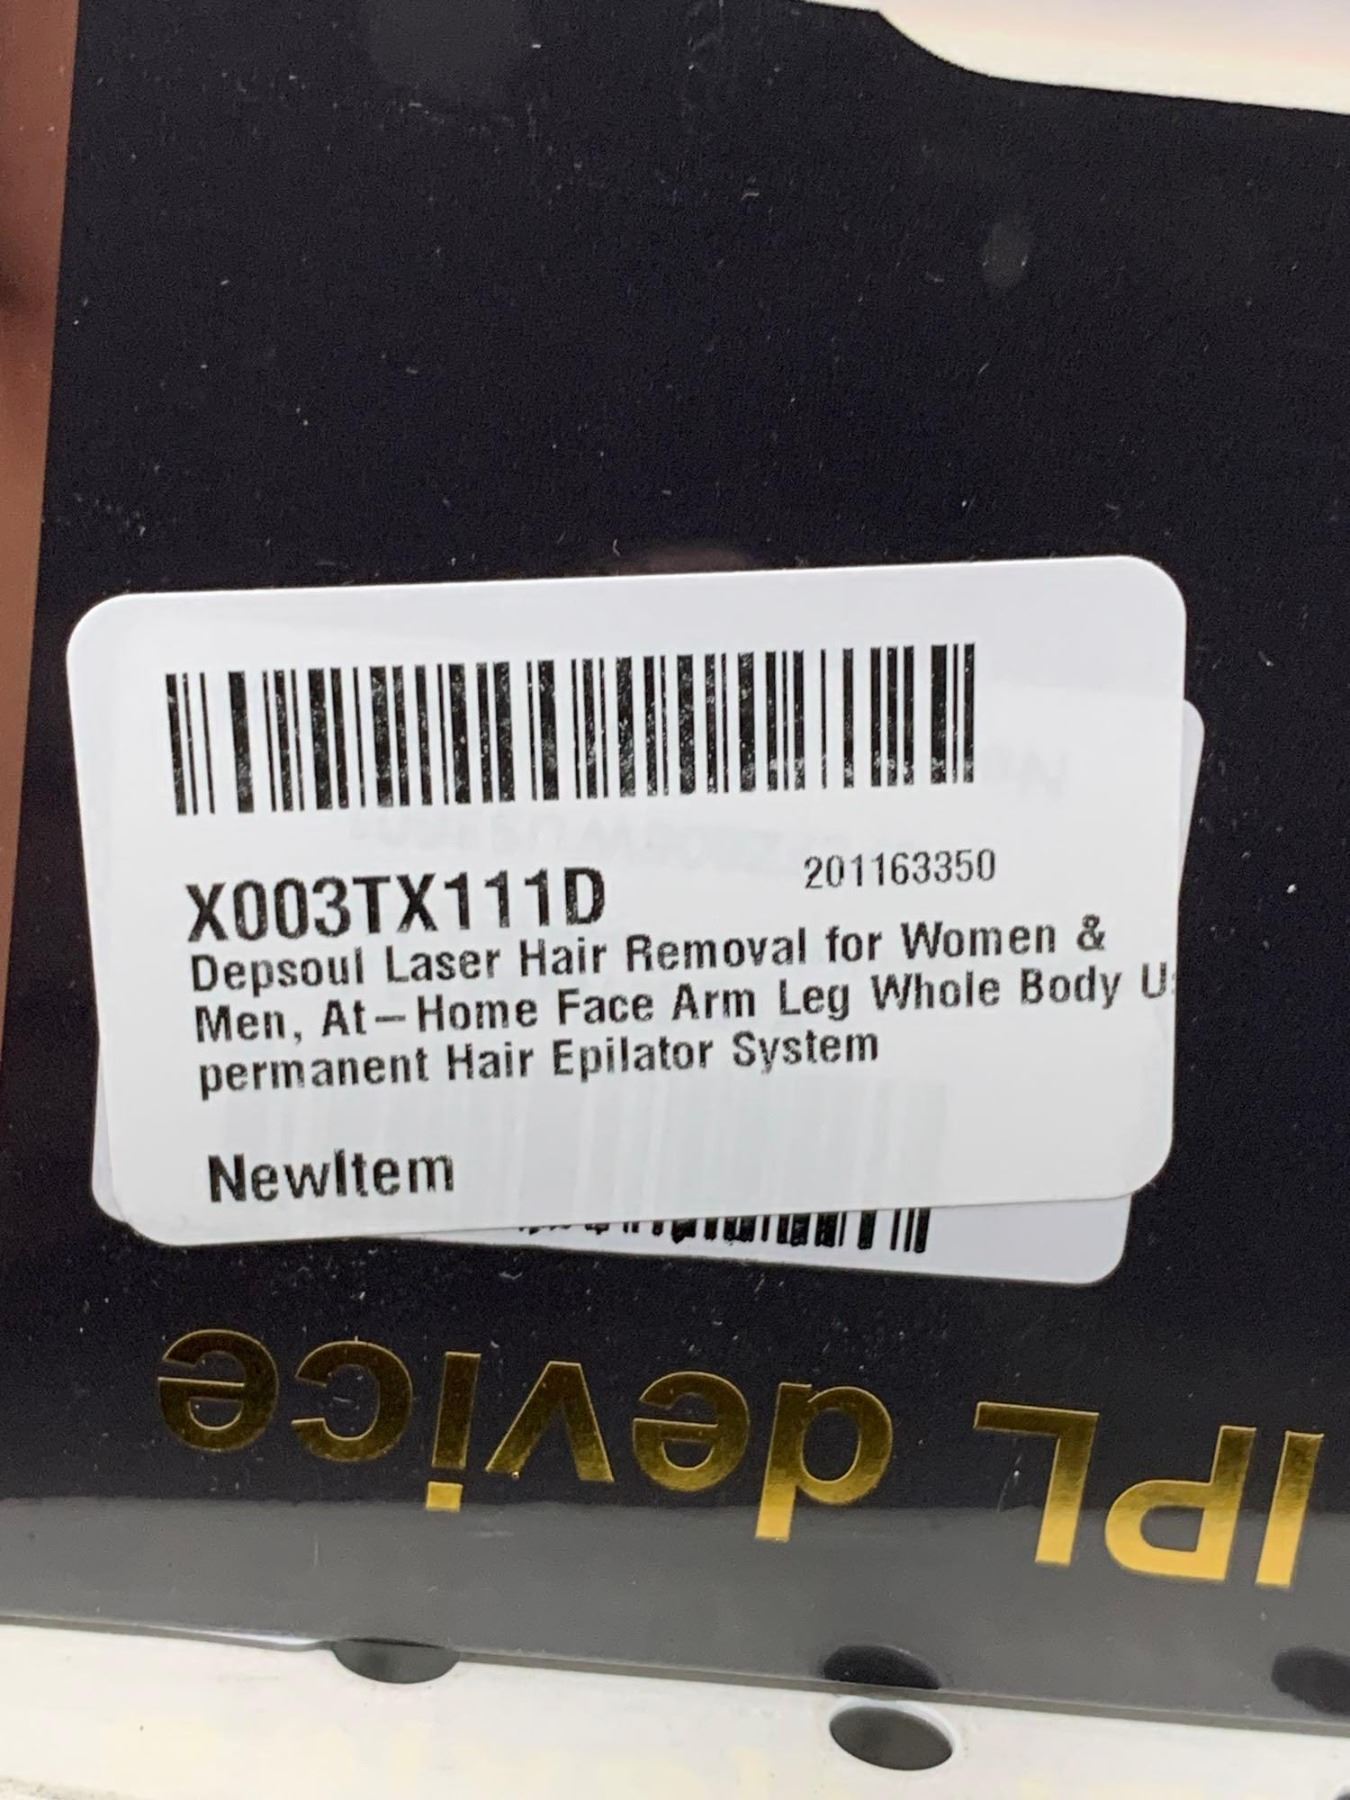 X003TX111D
201163350
Depsoul Laser Hair Removal for Women &
Men, At—Home Face Arm Leg Whole Body
permanent Hair Epilator System
NewItem
IPL device